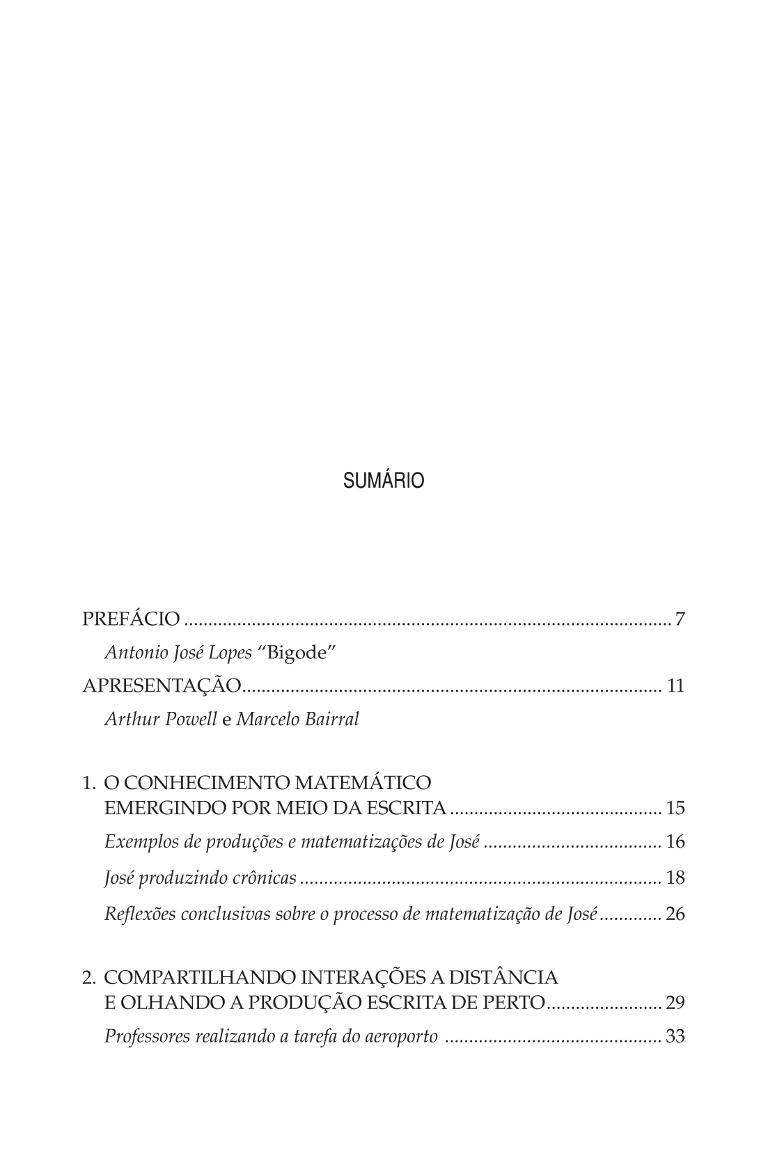 SUMÁRIO
PREFÁCIO ..................................................................................................... 7
Antonio José Lopes “Bigode”
APRESENTAÇÃO....................................................................................... 11
Arthur Powell e Marcelo Bairral
1. O CONHECIMENTO MATEMÁTICO
EMERGINDO POR MEIO DA ESCRITA ............................................ 15
Exemplos de produções e matematizações de José ..................................... 16
José produzindo crônicas ........................................................................... 18
Reflexões conclusivas sobre o processo de matematização de José............. 26
2. COMPARTILHANDO INTERAÇÕES A DISTÂNCIA
E OLHANDO A PRODUÇÃO ESCRITA DE PERTO........................ 29
Professores realizando a tarefa do aeroporto ............................................. 33